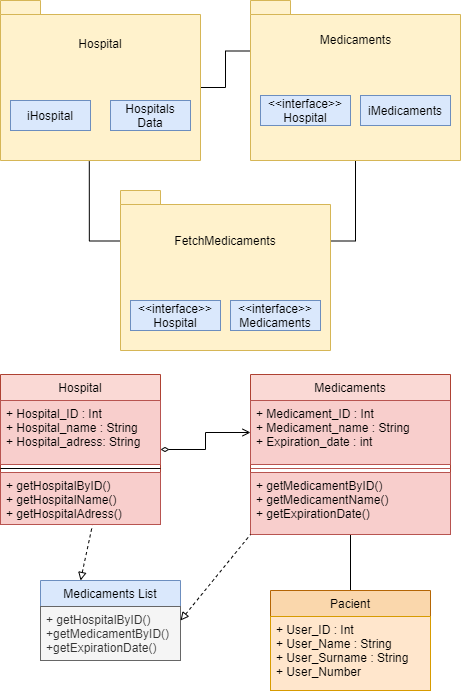 Hospital
iHospital
Hospitals
Data
Medicaments
<<interface>>
Hospital
iMedicaments
FetchMedicaments
<<interface>>
Hospital
<<interface>>
Medicaments
Hospital
+ Hospital_ID : Int
+ Hospital_name : String
+ Hospital_adress: String
+ getHospitalByID()
+ getHospitalName()
+ getHospitalAdress()
Medicaments
+ Medicament_ID : Int
+ Medicament_name : String
+ Expiration_date : int
+ getMedicamentByID()
+ getMedicamentName()
+ getExpirationDate()
Medicaments List
+ getHospitalByID()
+getMedicamentByID()
+getExpirationDate()
Pacient
+ User_ID : Int
+ User_Name : String
+ User_Surname : String
+ User_Number